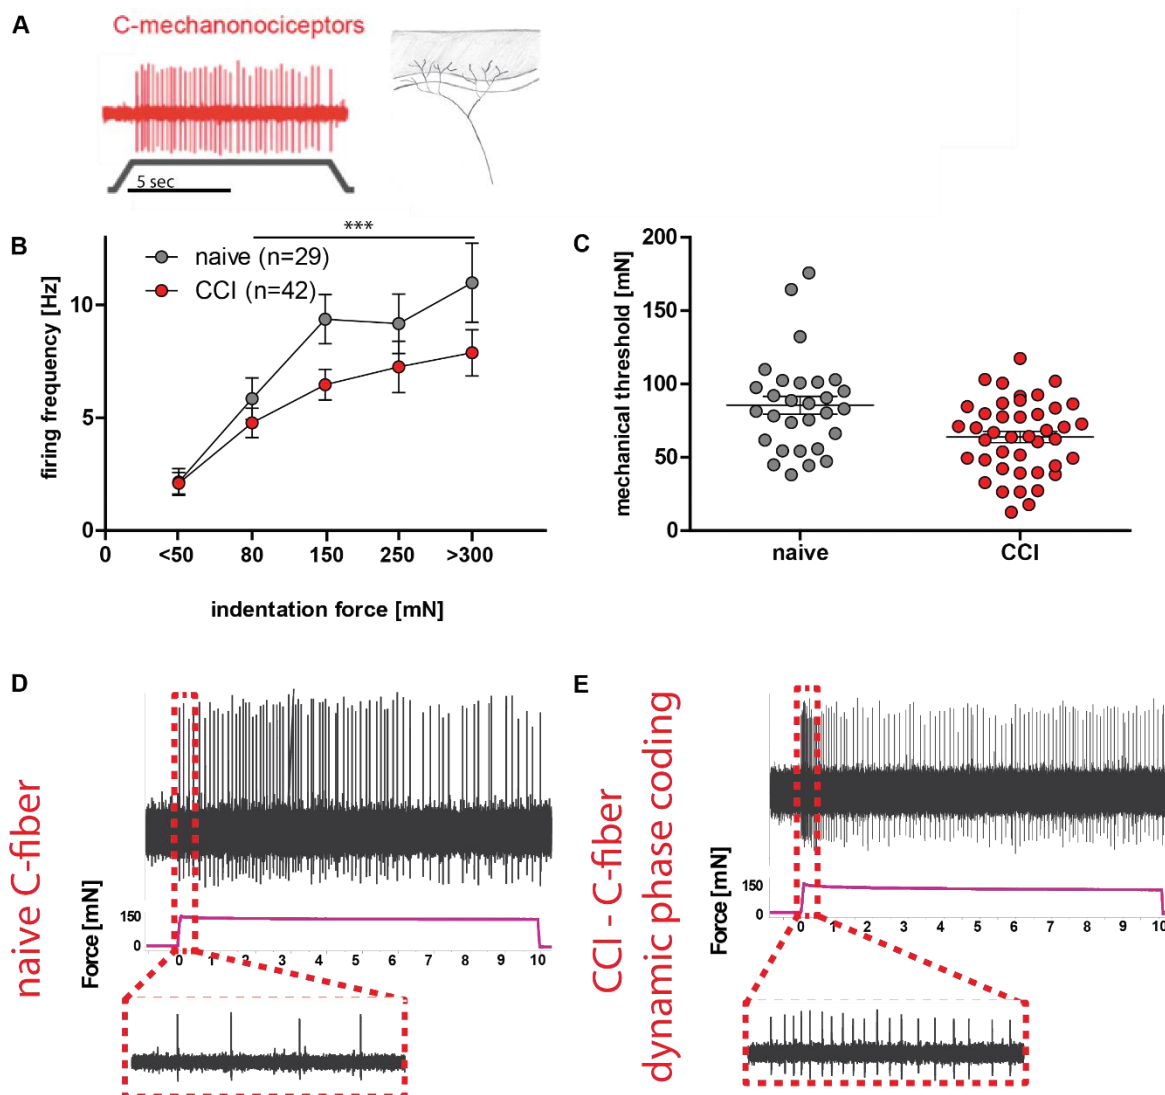 A
C-mechanonociceptors
5 sec
B
***
naive (n=29)
CCI (n=42)
firing frequency [Hz]
10
5
0
0 <50 80 150 250 >300
indentation force [mN]
C
mechanical threshold [mN]
200
150
100
50
0
naive CCI
D
naive C-fiber
Force [mN]
150
0
0 1 2 3 4 5 6 7 8 9 10
E
CCI - C-fiber
dynamic phase coding
Force [mN]
150
0
0 1 2 3 4 5 6 7 8 9 10